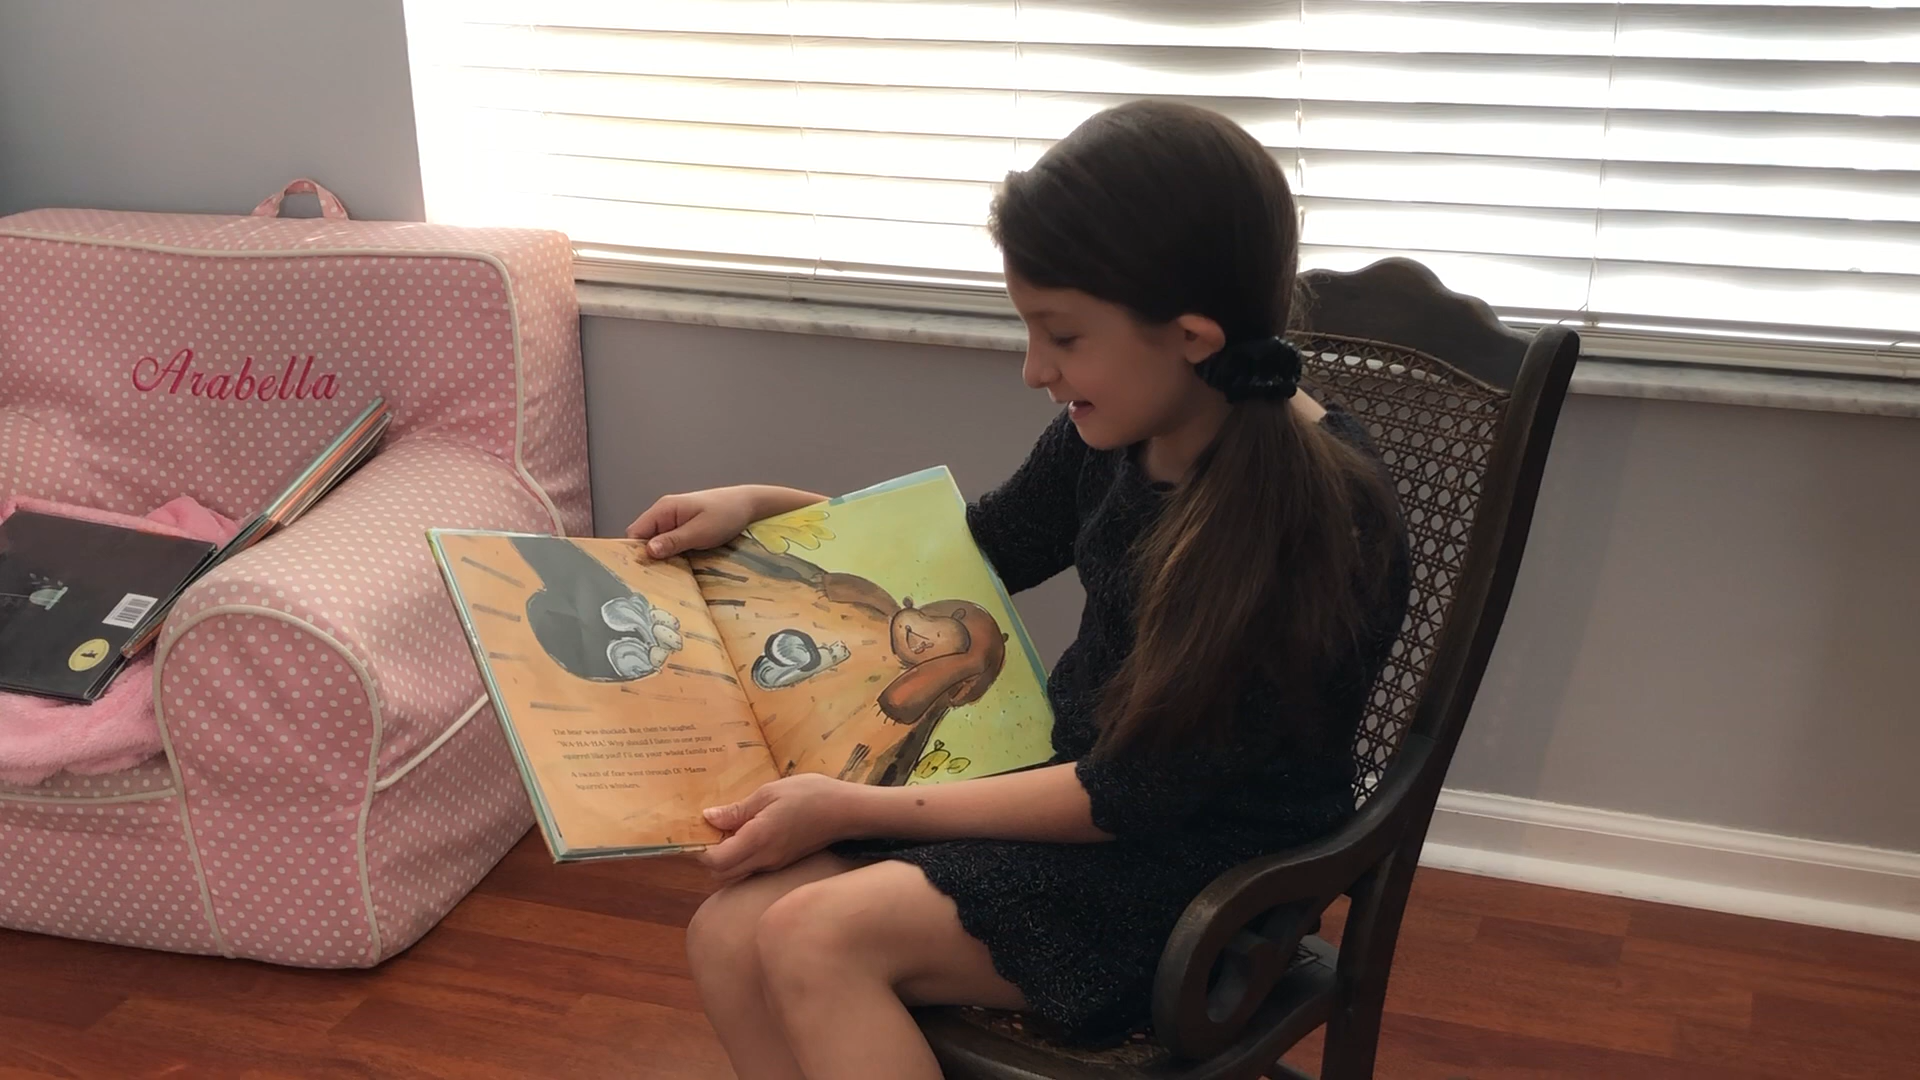 Arabella
The bear was shocked. But then he laughed.
"WA-HA-HA! Why should I listen to one puny
squirrel like you? I'll eat your whole family tree."
A twitch of fear went through Ol' Mama
Squirrel's whiskers.